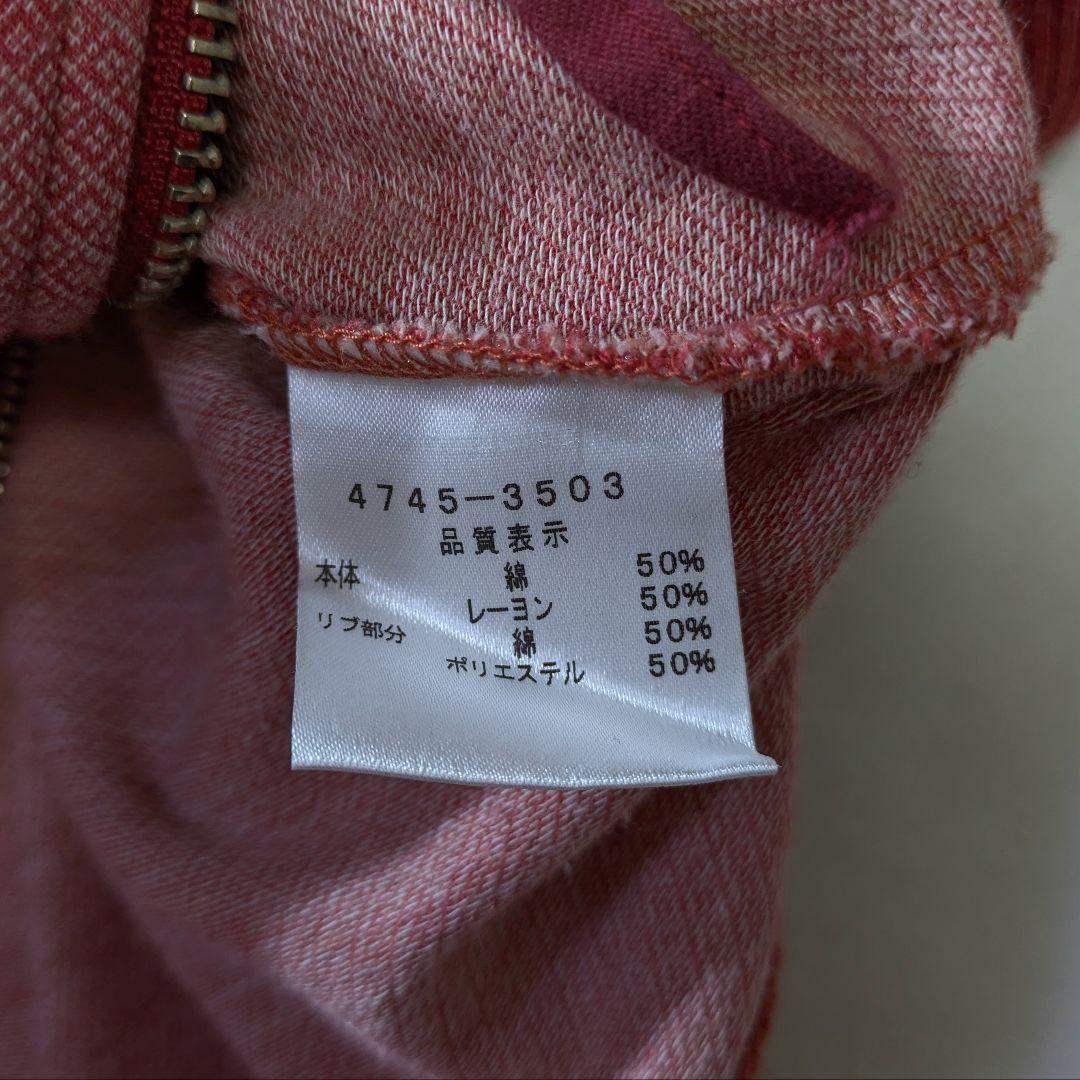 4745-3503
品質表示
本体 綿 50%
レーヨン 50%
リブ部分 綿 50%
ポリエステル 50%